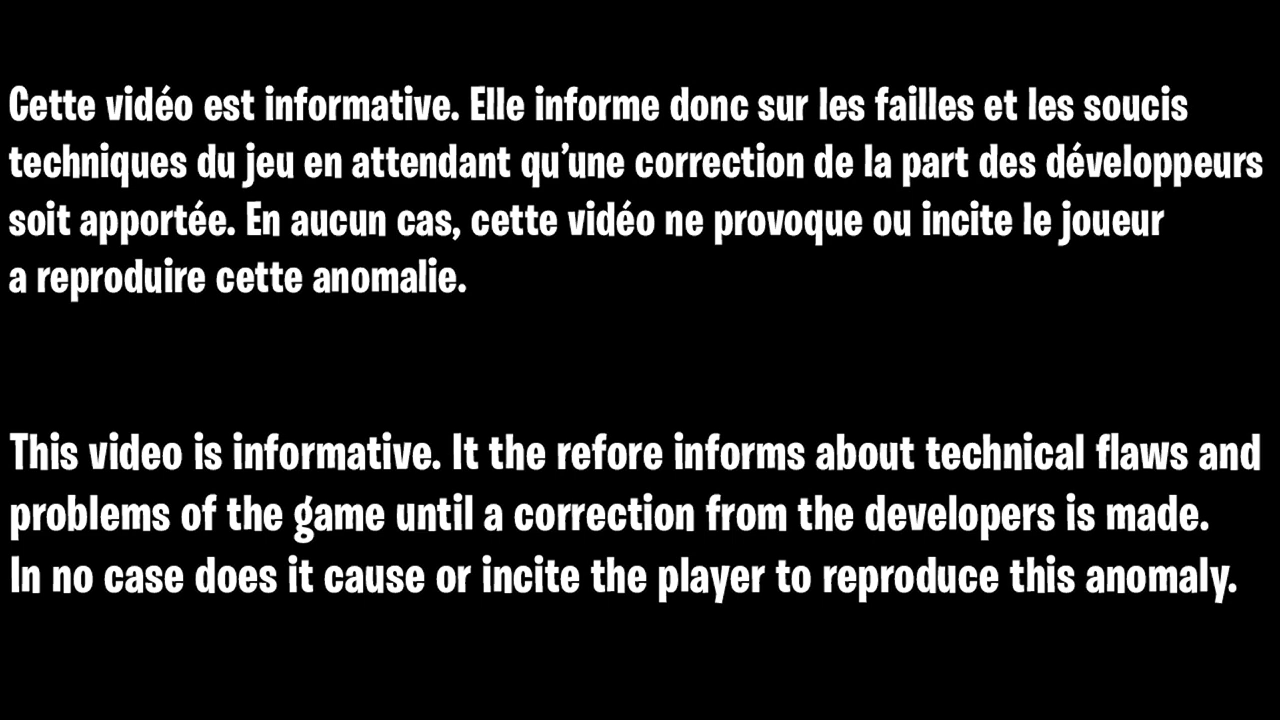 Cette vidéo est informative. Elle informe donc sur les failles et les soucis
techniques du jeu en attendant qu'une correction de la part des développeurs
soit apportée. En aucun cas, cette vidéo ne provoque ou incite le joueur
a reproduire cette anomalie.
This video is informative. It the refore informs about technical flaws and
problems of the game until a correction from the developers is made.
In no case does it cause or incite the player to reproduce this anomaly.